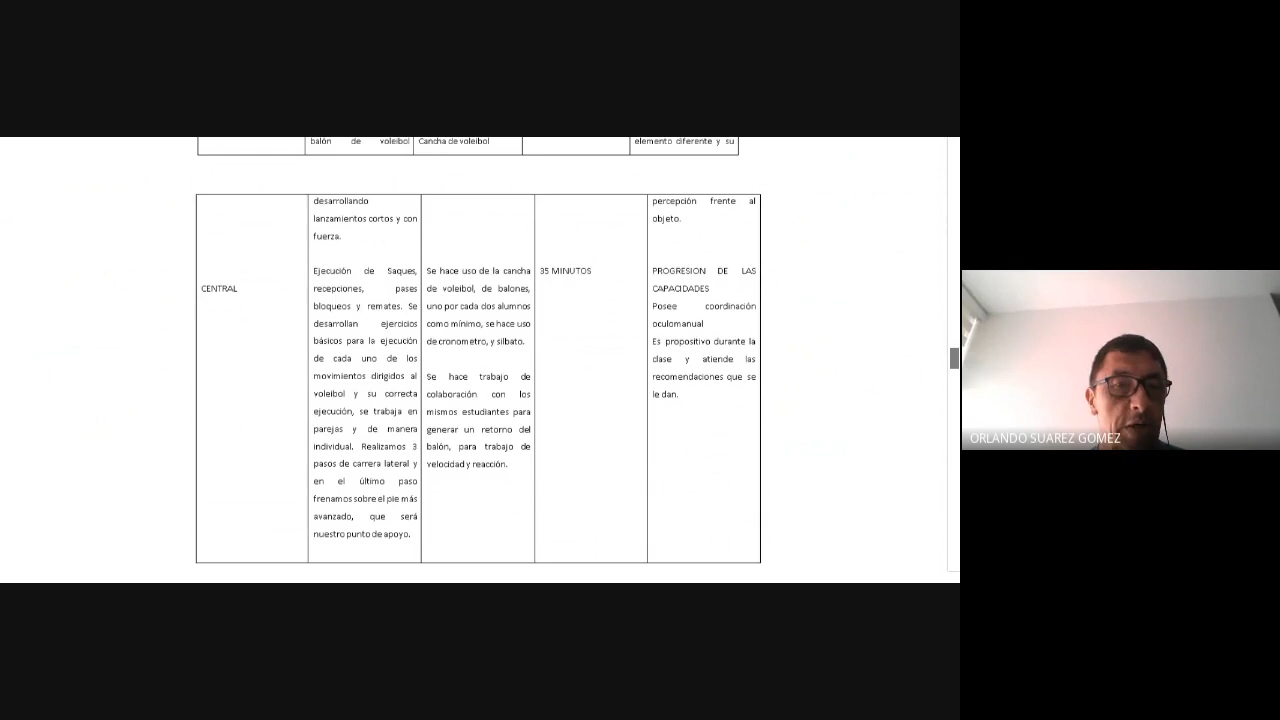 balón de voleibol
Cancha de voleibol
elemento diferente y su
desarrollando
lanzamientos cortos y con
fuerza.
percepción frente al
objeto.
CENTRAL
Ejecución de Saques,
recepciones, pases
bloqueos y remates. Se
desarrollan ejercicios
básicos para la ejecución
de cada uno de los
movimientos dirigidos al
voleibol y su correcta
ejecución, se trabaja en
parejas y de manera
individual. Realizamos 3
pasos de carrera lateral y
en el último paso
frenamos sobre el pie más
avanzado, que será
nuestro punto de apoyo.
Se hace uso de la cancha
de voleibol, de balones,
uno por cada dos alumnos
como mínimo, se hace uso
de cronometro, y silbato.
Se hace trabajo de
colaboración con los
mismos estudiantes para
generar un retorno del
balón, para trabajo de
velocidad y reacción.
35 MINUTOS
PROGRESION DE LAS
CAPACIDADES
Posee coordinación
oculomanual
Es propositivo durante la
clase y atiende las
recomendaciones que se
le dan.
ORLANDO SUAREZ GOMEZ